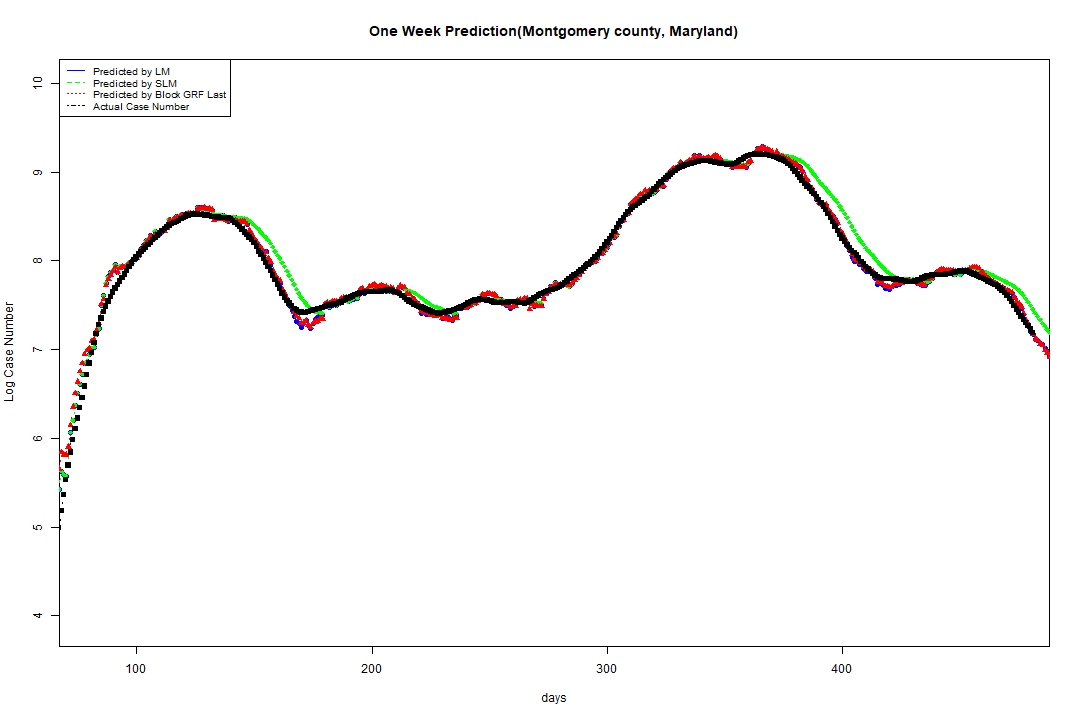 One Week Prediction(Montgomery county, Maryland)
Predicted by LM
Predicted by SLM
Predicted by Block GRF Last
Actual Case Number
10
9
8
7
6
5
4
Log Case Number
100 200 300 400
days